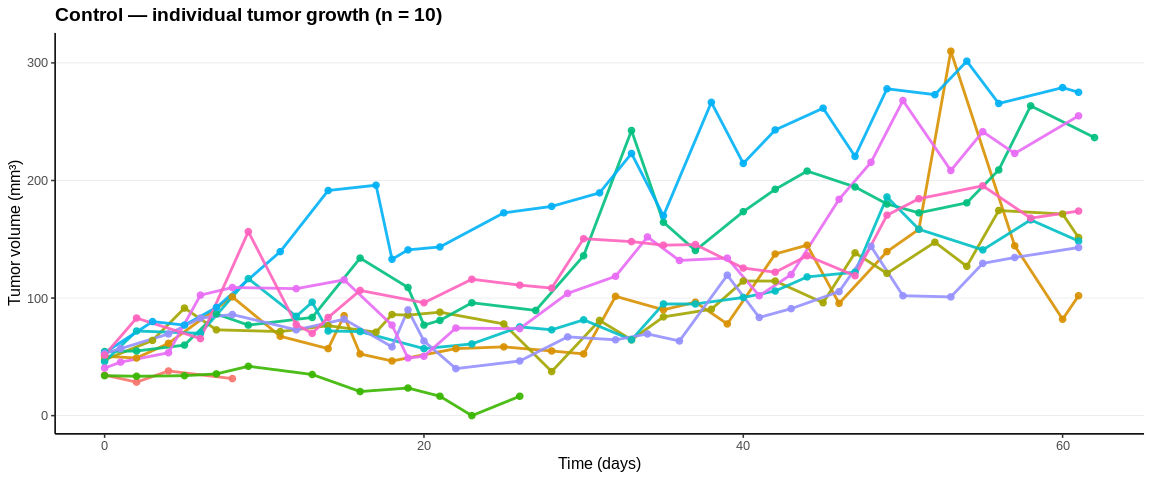 Control — individual tumor growth (n = 10)
Tumor volume (mm³)
300
200
100
0
0
20
40
60
Time (days)